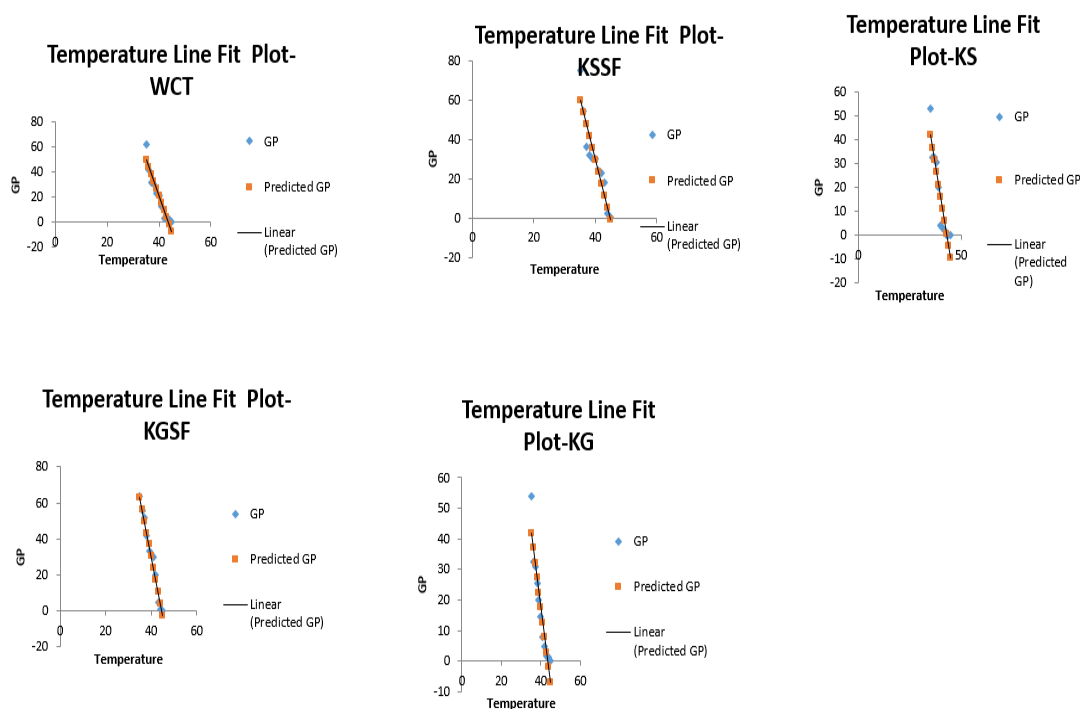 Temperature Line Fit Plot-
WCT
80
60
40
20
0
-20
0
20
40
60
GP
Temperature
GP
Predicted GP
Linear
(Predicted GP)
Temperature Line Fit Plot-
KSSF
80
60
40
20
0
-20
0
20
40
60
GP
Temperature
GP
Predicted GP
Linear
(Predicted GP)
Temperature Line Fit
Plot-KS
60
50
40
30
20
10
0
-10
-20
0
50
GP
Temperature
GP
Predicted GP
Linear
(Predicted
GP)
Temperature Line Fit Plot-
KGSF
80
60
40
20
0
-20
0
20
40
60
GP
Temperature
GP
Predicted GP
Linear
(Predicted GP)
Temperature Line Fit
Plot-KG
60
50
40
30
20
10
0
-10
0
20
40
60
GP
Temperature
GP
Predicted GP
Linear
(Predicted GP)